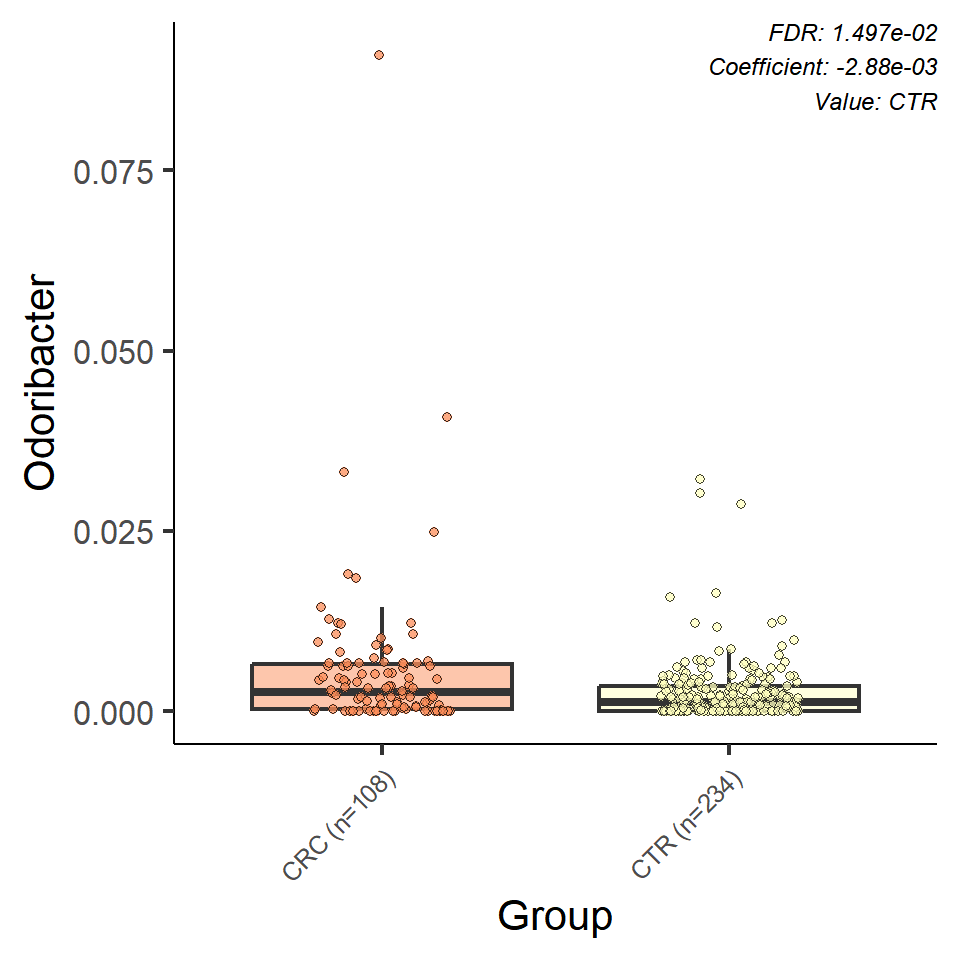 FDR: 1.497e-02
Coefficient: -2.88e-03
Value: CTR
Odoribacter
0.075
0.050
0.025
0.000
CRC (n=108)
CTR (n=234)
Group